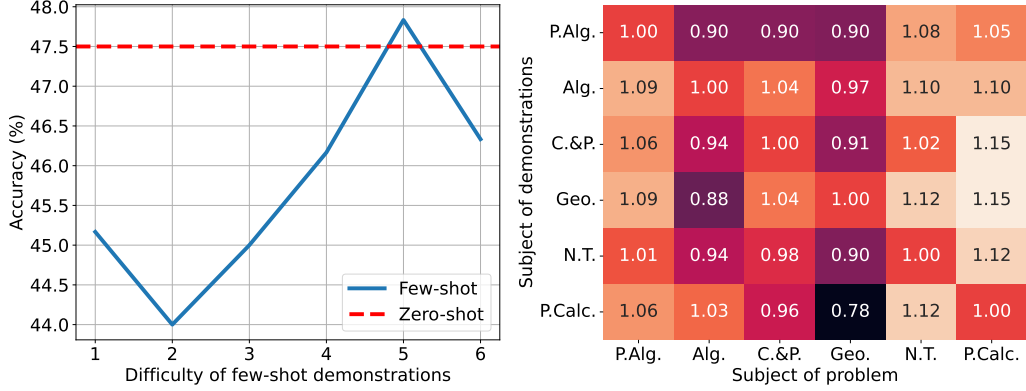 48.0
47.5
47.0
46.5
46.0
45.5
45.0
44.5
44.0
Accuracy (%)
1 2 3 4 5 6
Difficulty of few-shot demonstrations
Few-shot
Zero-shot
Subject of demonstrations
P.Alg. 1.00 0.90 0.90 0.90 1.08 1.05
Alg. 1.09 1.00 1.04 0.97 1.10 1.10
C.&P. 1.06 0.94 1.00 0.91 1.02 1.15
Geo. 1.09 0.88 1.04 1.00 1.12 1.15
N.T. 1.01 0.94 0.98 0.90 1.00 1.12
P.Calc. 1.06 1.03 0.96 0.78 1.12 1.00
P.Alg. Alg. C.&P. Geo. N.T. P.Calc.
Subject of problem